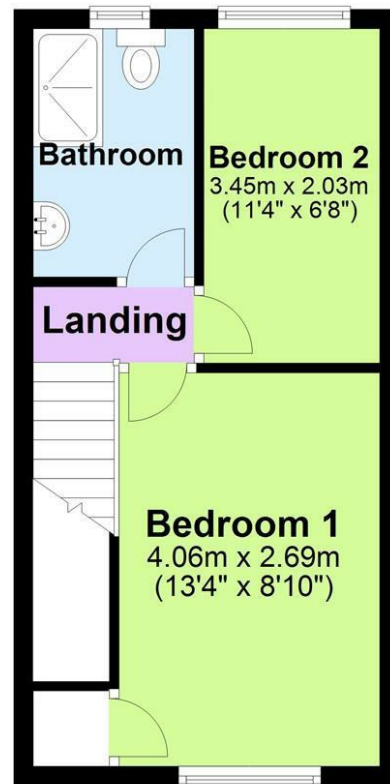 Bathroom
Bedroom 2
3.45m x 2.03m
(11'4" x 6'8")
Landing
Bedroom 1
4.06m x 2.69m
(13'4" x 8'10")